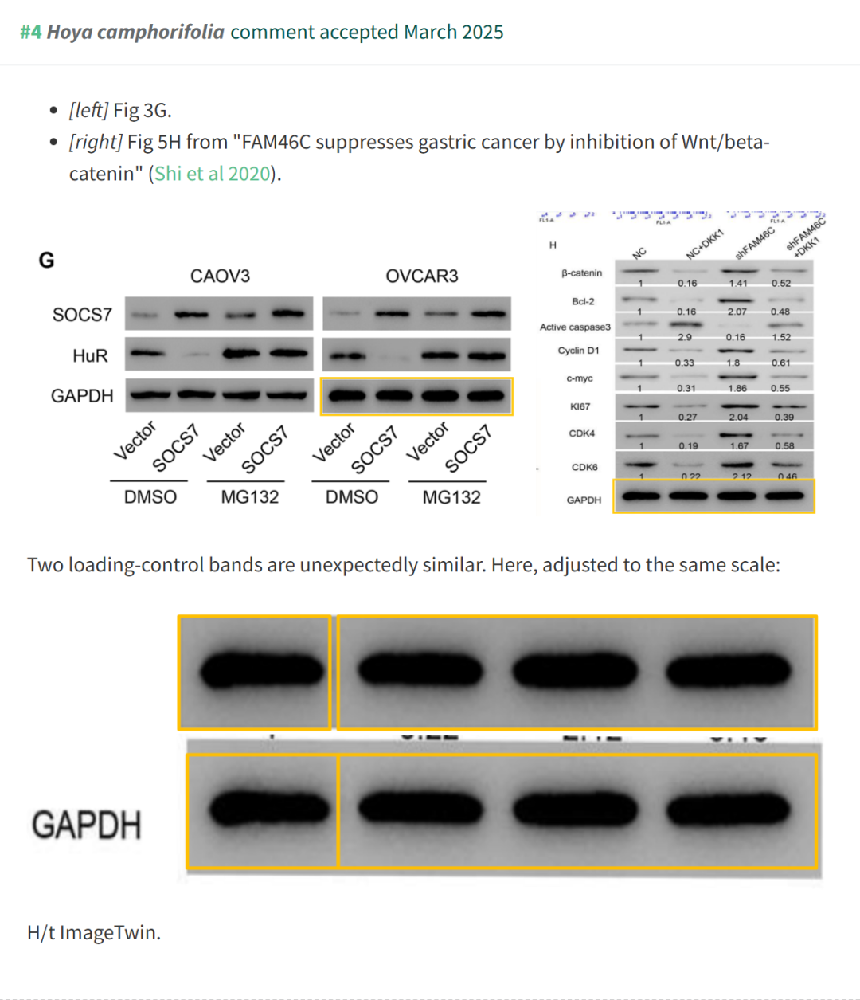 #4 Hoya camphorifolia comment accepted March 2025
• [left] Fig 3G.
• [right] Fig 5H from "FAM46C suppresses gastric cancer by inhibition of Wnt/beta-
catenin" (Shi et al 2020).
G
CAOV3 OVCAR3
SOCS7
HuR
GAPDH
Vector SOCS7 Vector SOCS7 Vector SOCS7 Vector SOCS7
DMSO MG132 DMSO MG132
FL1-A FL1-A FL1-A
H
NC NC+DKK1 shFAM46C shFAM46C
+DKK1
β-catenin
1 0.16 1.41 0.52
Bcl-2
1 0.16 2.07 0.48
Active caspase3
1 2.9 0.16 1.52
Cyclin D1
1 0.33 1.8 0.61
c-myc
1 0.31 1.86 0.55
KI67
1 0.27 2.04 0.39
CDK4
1 0.19 1.67 0.58
CDK6
1 0.22 2.12 0.46
GAPDH
Two loading-control bands are unexpectedly similar. Here, adjusted to the same scale:
GAPDH
H/t ImageTwin.